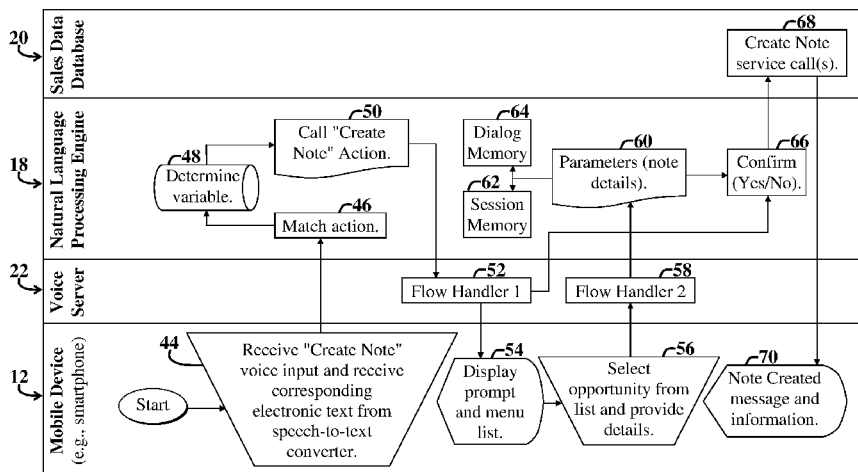 20
Sales Data
Database
68
Create Note
service call(s).
18
Natural Language
Processing Engine
50
Call "Create
Note" Action.
48
Determine
variable.
46
Match action.
64
Dialog
Memory
62
Session
Memory
60
Parameters (note
details).
66
Confirm
(Yes/No).
22
Voice
Server
52
Flow Handler 1
58
Flow Handler 2
12
Mobile Device
(e.g., smartphone)
Start
44
Receive "Create Note"
voice input and receive
corresponding
electronic text from
speech-to-text
converter.
54
Display
prompt
and menu
list.
56
Select
opportunity from
list and provide
details.
70
Note Created
message and
information.